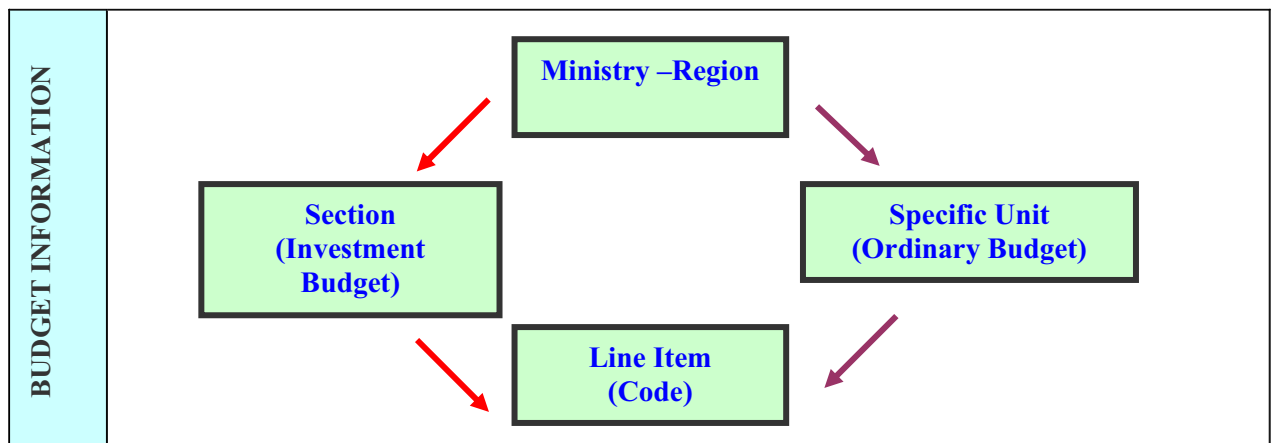 BUDGET INFORMATION
Ministry –Region
Section
(Investment
Budget)
Specific Unit
(Ordinary Budget)
Line Item
(Code)